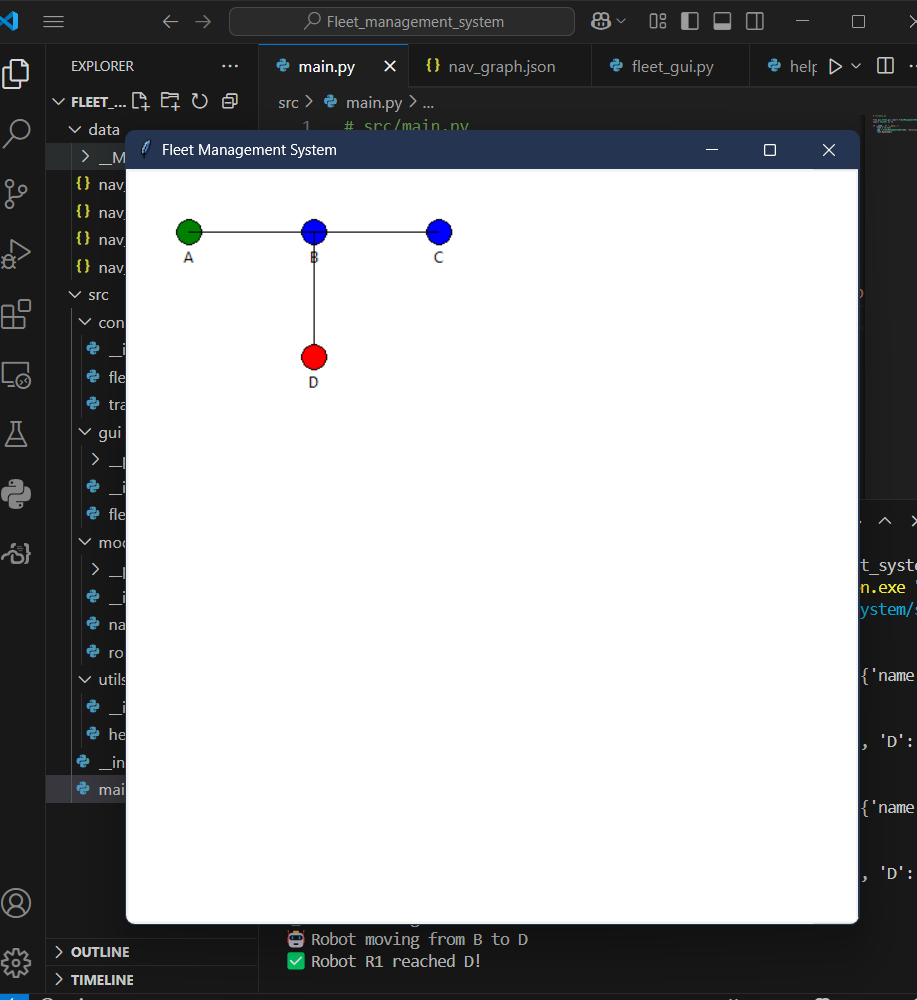 Fleet_management_system
EXPLORER
main.py
nav_graph.json
fleet_gui.py
help
FLEET_...
src > main.py > ...
data
1 # src/main.py
__M
Fleet Management System
nav_
nav_
nav_
nav_
src
con
__i
fle
tra
gui
__p
__i
fle
mod
__p
__i
na
ro
utils
__i
he
__in
mai
A
B
C
D
t_syste
n.exe
ystem/s
{'name
, 'D':
{'name
, 'D':
Robot moving from B to D
Robot R1 reached D!
OUTLINE
TIMELINE